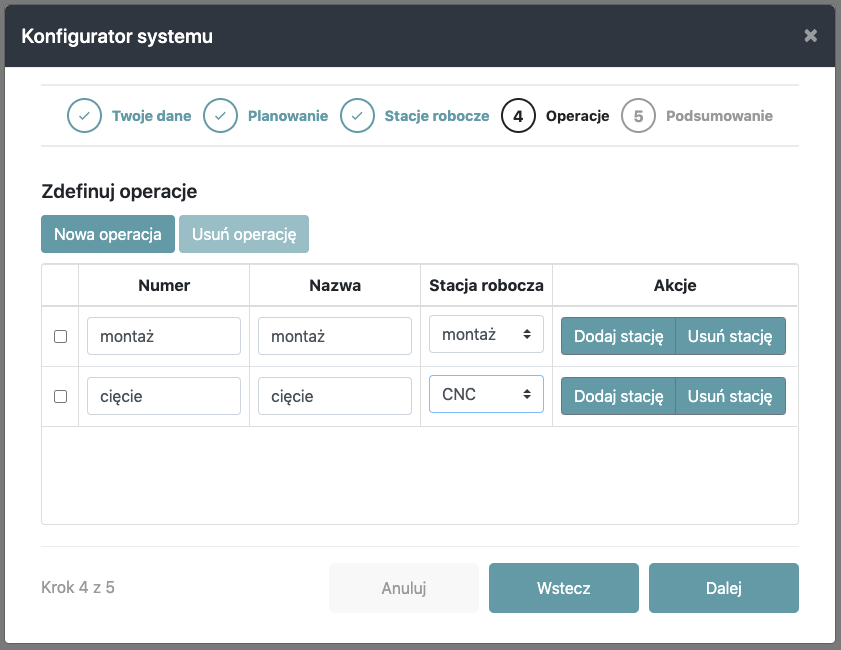 Konfigurator systemu ×
Twoje dane Planowanie Stacje robocze 4 Operacje 5 Podsumowanie
Zdefinuj operacje
Nowa operacja Usuń operację
Numer Nazwa Stacja robocza Akcje
montaż montaż montaż Dodaj stację Usuń stację
cięcie cięcie CNC Dodaj stację Usuń stację
Krok 4 z 5 Anuluj Wstecz Dalej